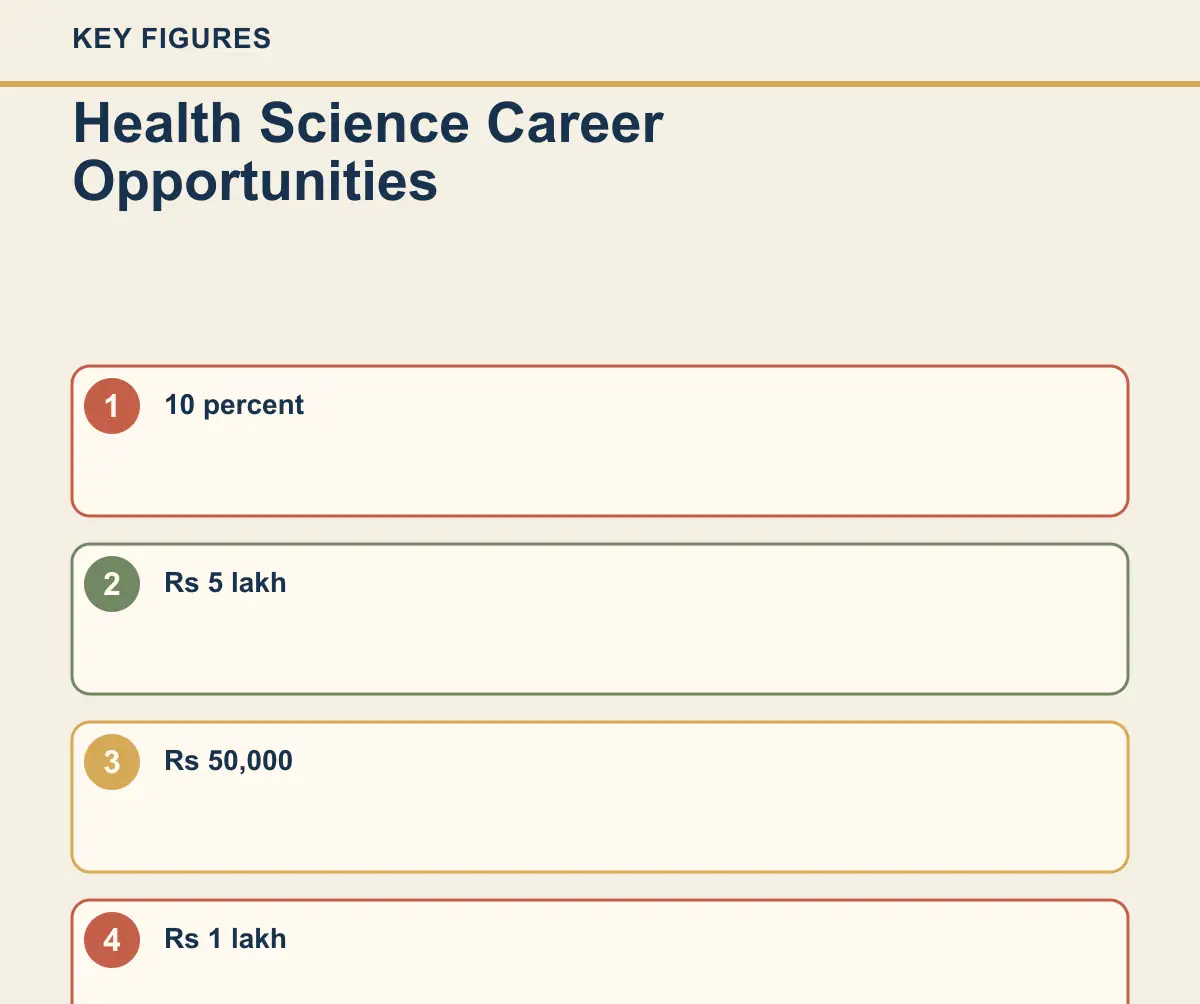 KEY FIGURES
Health Science Career
Opportunities
1 10 percent
2 Rs 5 lakh
3 Rs 50,000
4 Rs 1 lakh